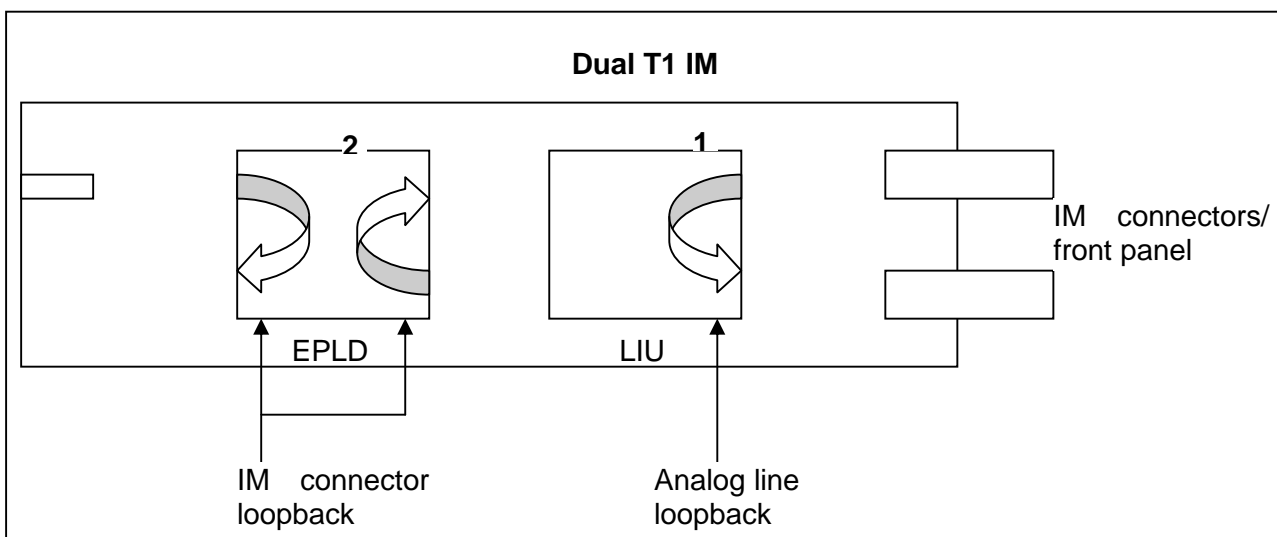 Dual T1 IM
2
1
IM connectors/
front panel
EPLD
LIU
IM connector
loopback
Analog line
loopback